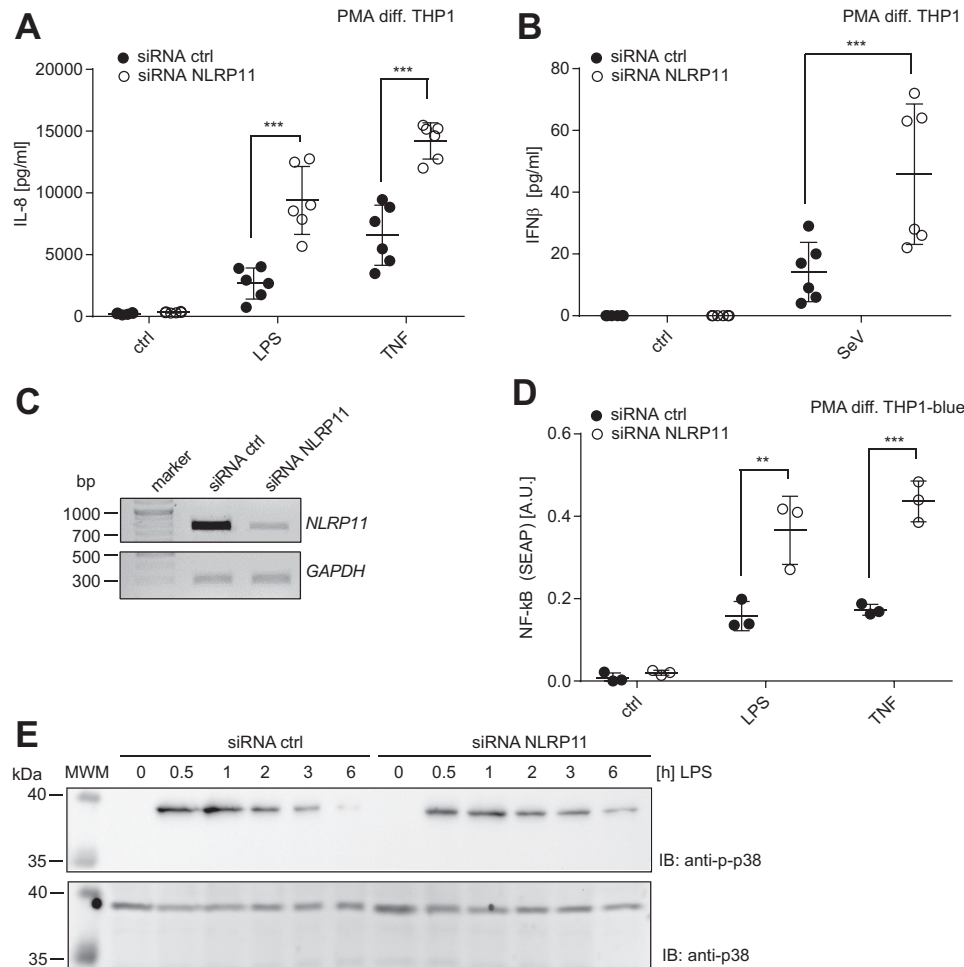 A
PMA diff. THP1
siRNA ctrl
siRNA NLRP11
IL-8 [pg/ml]
20000
15000
10000
5000
0
***
***
ctrl
LPS
TNF
B
PMA diff. THP1
siRNA ctrl
siRNA NLRP11
IFNβ [pg/ml]
80
60
40
20
0
***
ctrl
SeV
C
bp
marker
siRNA ctrl
siRNA NLRP11
1000
700
NLRP11
500
300
GAPDH
D
PMA diff. THP1-blue
siRNA ctrl
siRNA NLRP11
NF-kB (SEAP) [A.U.]
0.6
0.4
0.2
0.0
**
***
ctrl
LPS
TNF
E
siRNA ctrl siRNA NLRP11
kDa MWM 0 0.5 1 2 3 6 0 0.5 1 2 3 6 [h] LPS
40
35 IB: anti-p-p38
40
35 IB: anti-p38